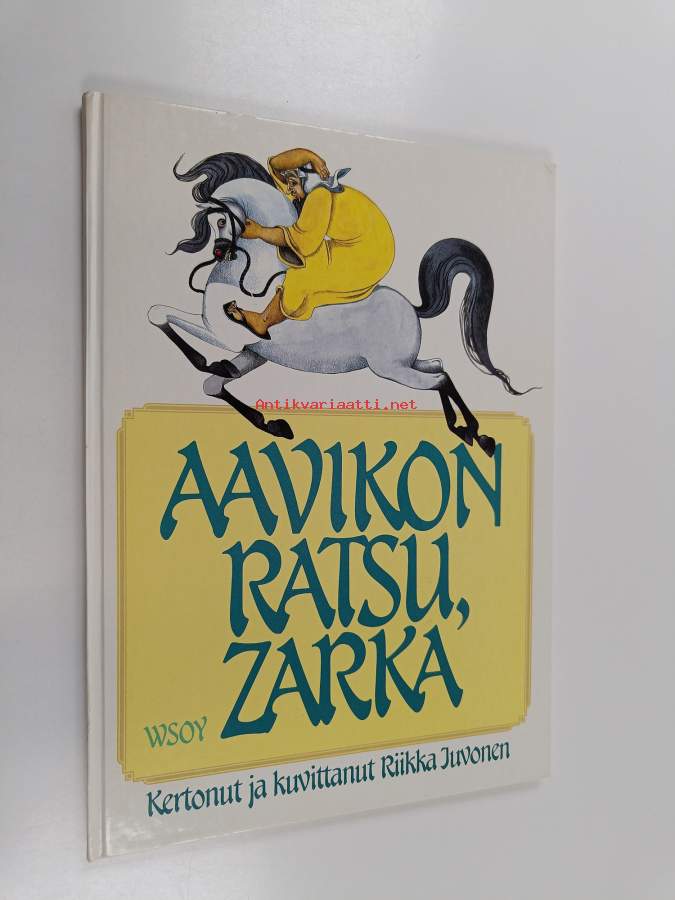 Antikvariaatti.net
AAVIKON
RATSU,
ZARKA
WSOY
Kertonut ja kuvittanut Riikka Juvonen